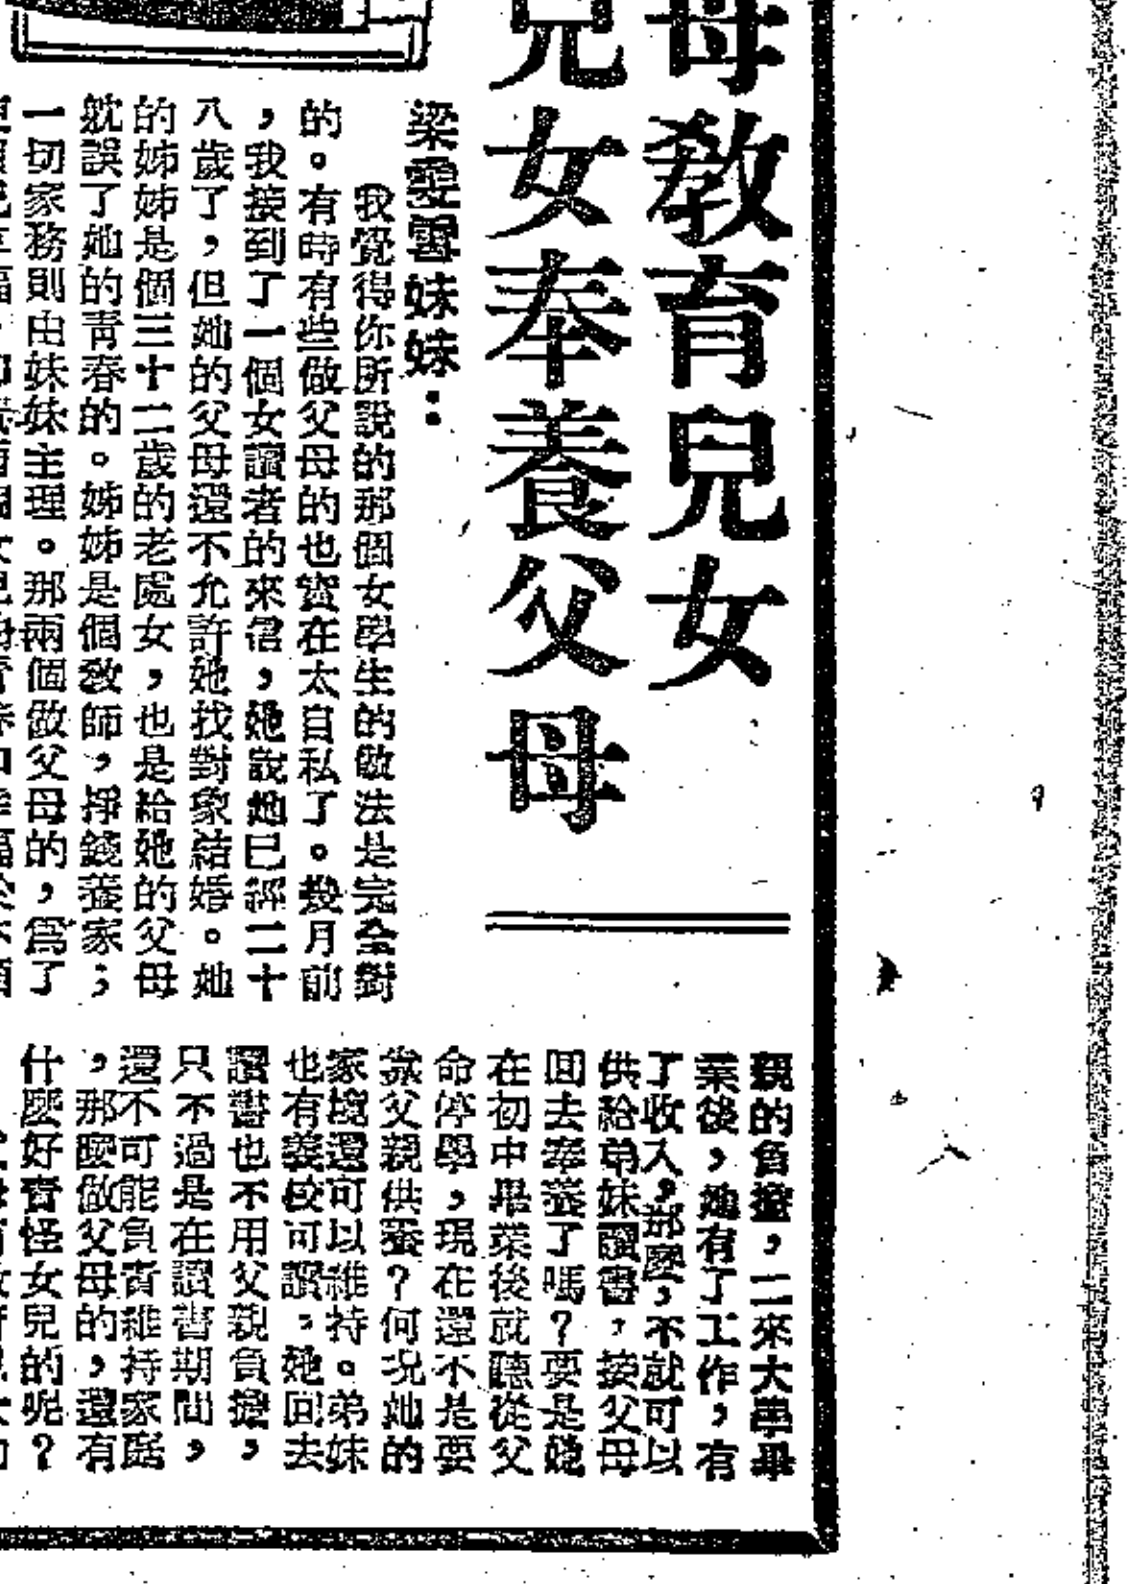 母教育兒女
兒女奉養父母
梁雯雪妹妹：
我覺得你所說的那個女學生的做法是完全對
的。有時有些做父母的也實在太自私了。幾月前
，我接到了一個女讀者的來信，她說她已經二十
八歲了，但她的父母還不允許她找對象結婚。她
的姊姊是個三十二歲的老處女，也是給她的父母
躭誤了她的靑春的。姊姊是個敎師，掙錢養家；
一切家務則由妹妹主理。那兩個做父母的，爲了
親的負擔，二來大學畢
業後，她有了工作，有
了收入，那麼，不就可以
供給弟妹讀書，接父母
回去奉養了嗎？要是她
在初中畢業後就聽從父
命停學，現在還不是要
靠父親供養？何況她的
家境還可以維持。弟妹
也有義校可讀，她回去
讀書也不用父親負擔，
只不過是在讀書期間，
還不可能負責維持家庭
，那麼做父母的，還有
什麼好責怪女兒的呢？